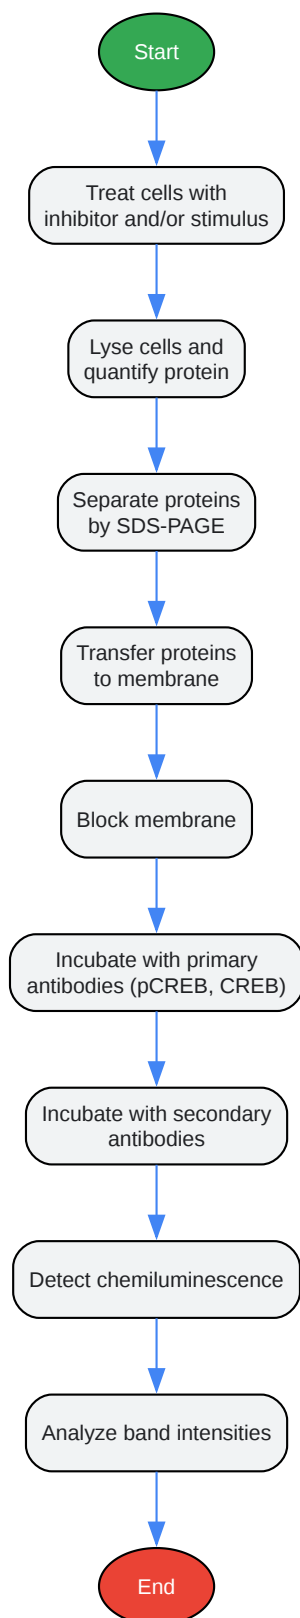 Start
Treat cells with
inhibitor and/or stimulus
Lyse cells and
quantify protein
Separate proteins
by SDS-PAGE
Transfer proteins
to membrane
Block membrane
Incubate with primary
antibodies (pCREB, CREB)
Incubate with secondary
antibodies
Detect chemiluminescence
Analyze band intensities
End